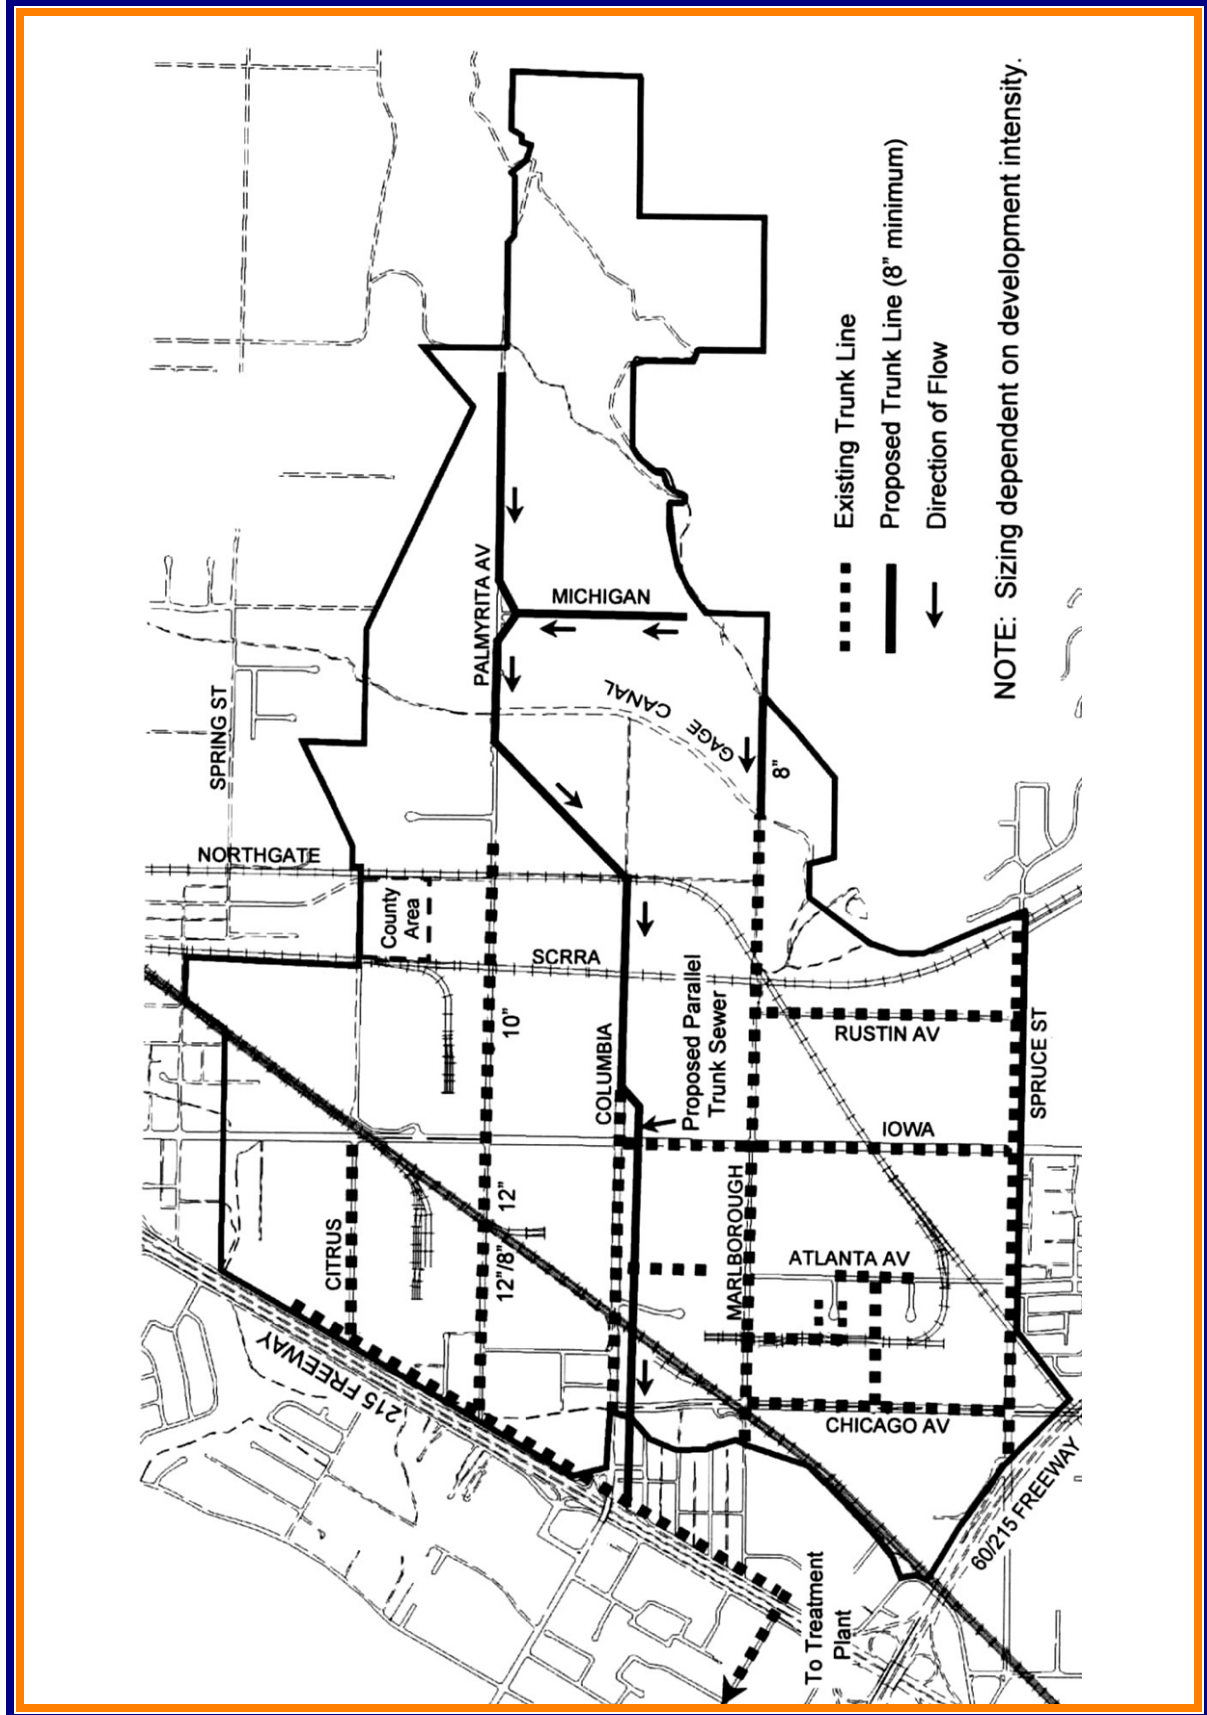 PALMYRITA AV
MICHIGAN
SPRING ST
GAGE CANAL
8"
NORTHGATE
County
Area
SCRRA
10"
COLUMBIA
Proposed Parallel
Trunk Sewer
RUSTIN AV
SPRUCE ST
IOWA
CITRUS
12"
12"/8"
MARLBOROUGH
ATLANTA AV
215 FREEWAY
CHICAGO AV
60/215 FREEWAY
To Treatment
Plant
Existing Trunk Line
Proposed Trunk Line (8" minimum)
Direction of Flow
NOTE: Sizing dependent on development intensity.